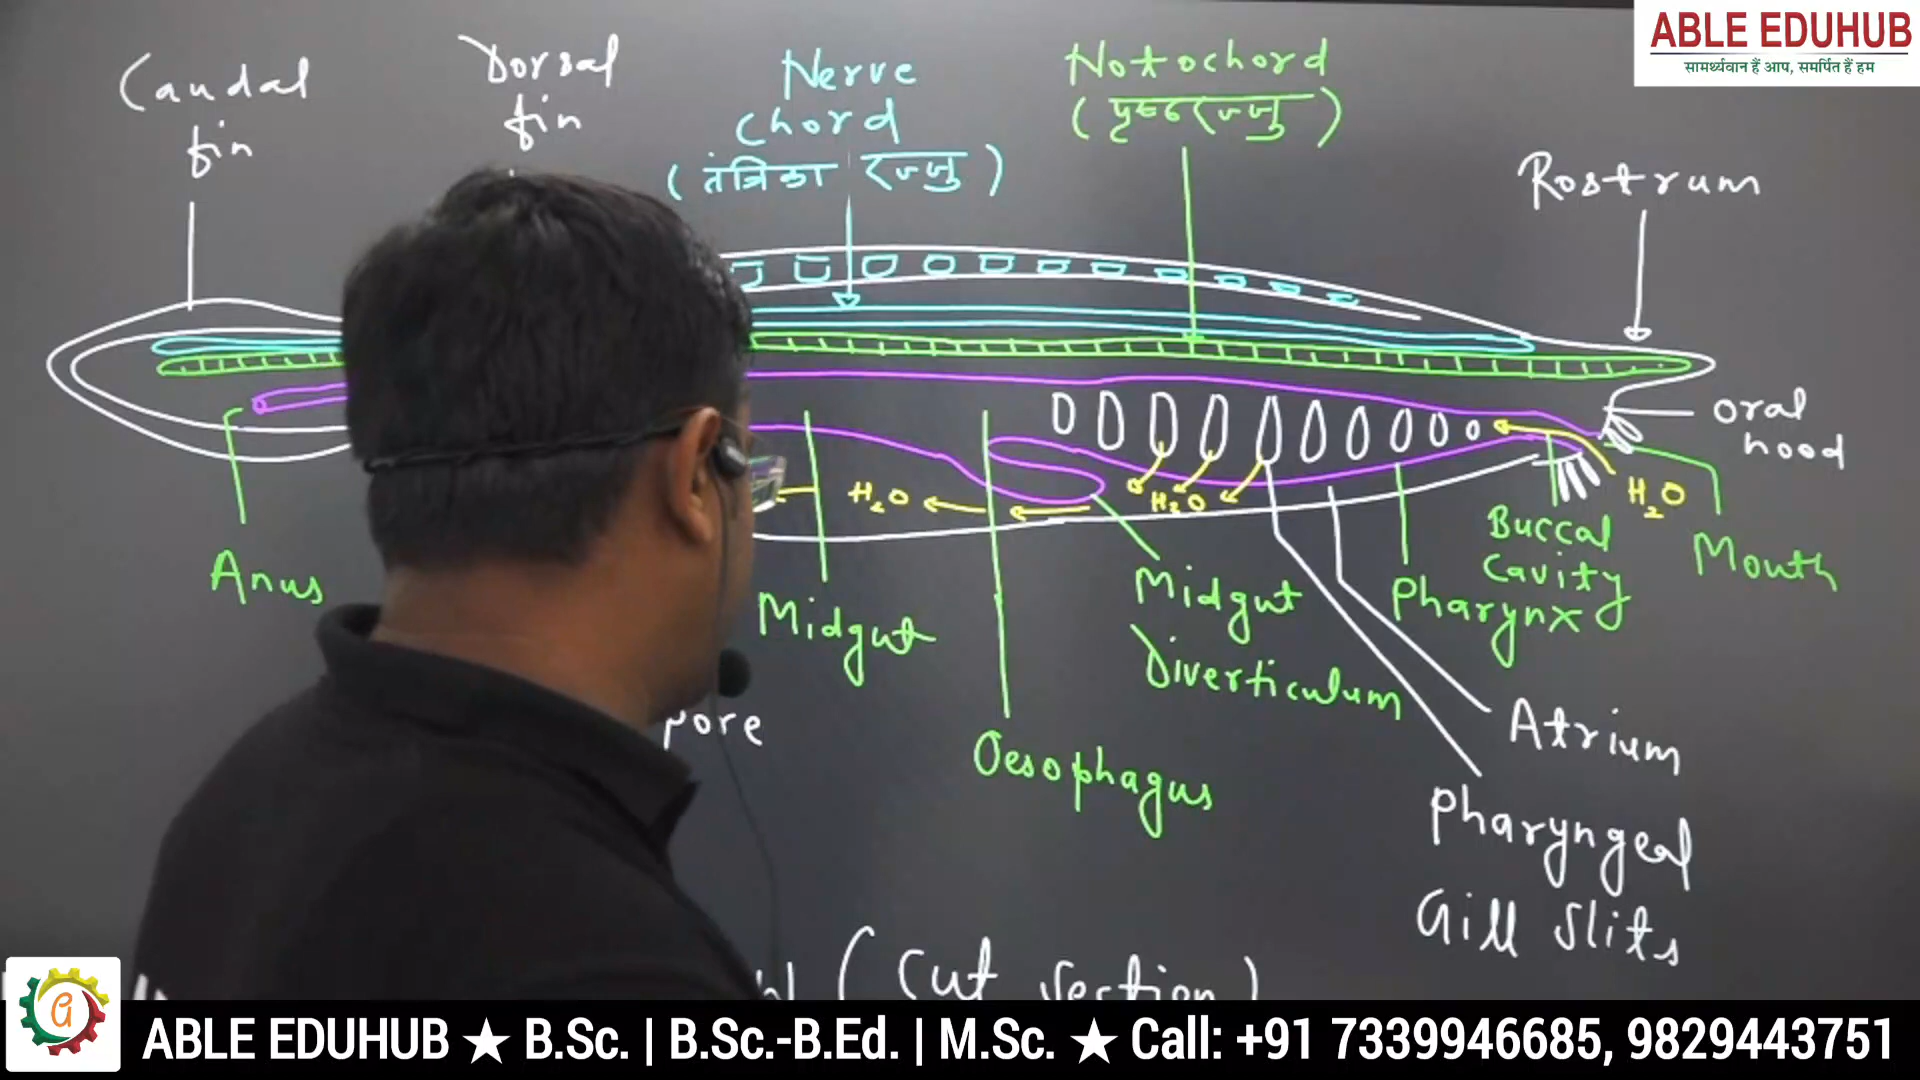 ABLE EDUHUB
सामर्थ्यवान हैं आप, समर्पित हैं हम
Caudal
fin
Dorsal
fin
Nerve
Chord
(तंत्रिका रज्जु)
Notochord
(पृष्ठरज्जु)
Rostrum
oral
hood
H2O
H2O
H2O
Mouth
Buccal
Cavity
Pharynx
Midgut
Diverticulum
Anus
Midgut
Oesophagus
Atrium
Pharyngeal
Gill Slits
pore
(Cut section)
ABLE EDUHUB ★ B.Sc. | B.Sc.-B.Ed. | M.Sc. ★ Call: +91 7339946685, 9829443751